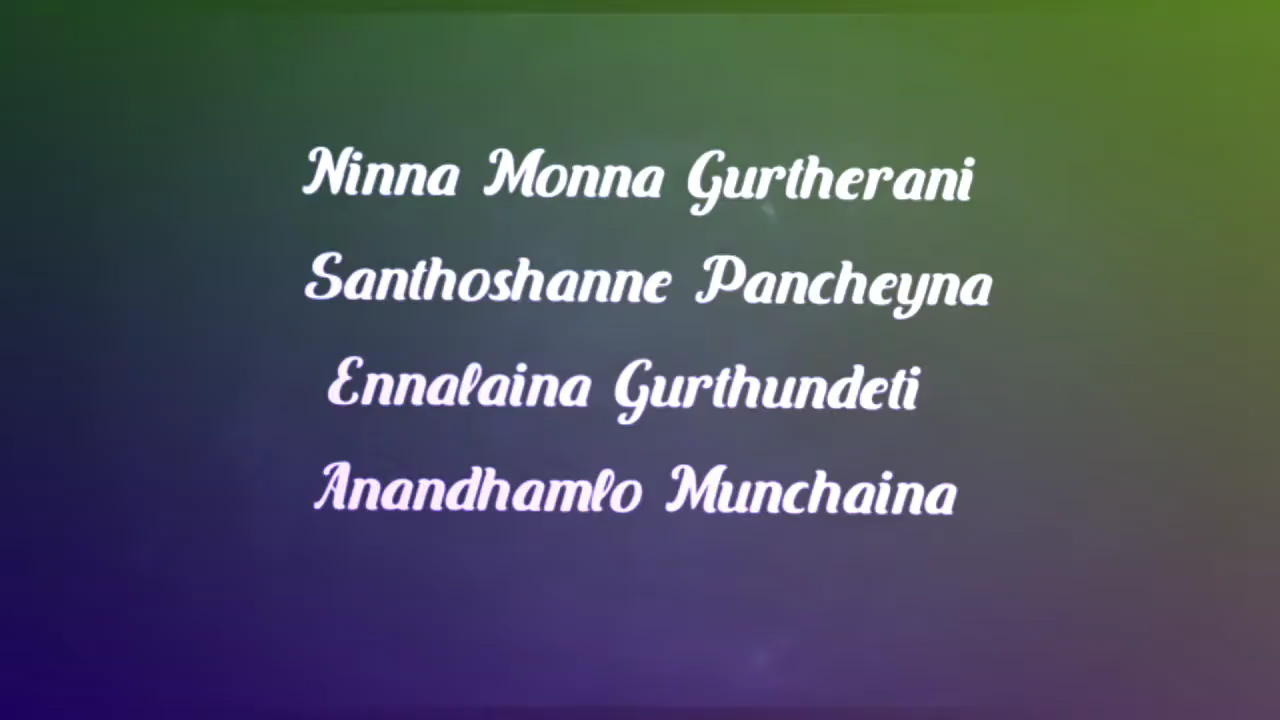 Ninna Monna Gurtherani
Santhoshanne Pancheyna
Ennalaina Gurthundeti
Anandhamlo Munchaina